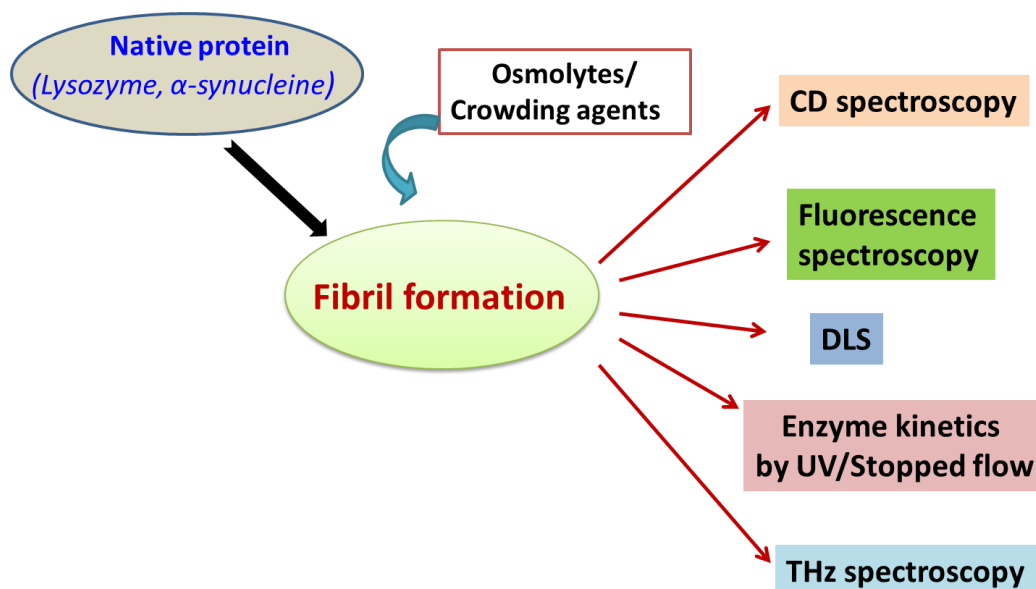 Native protein
(Lysozyme, α-synucleine)
Osmolytes/
Crowding agents
Fibril formation
CD spectroscopy
Fluorescence
spectroscopy
DLS
Enzyme kinetics
by UV/Stopped flow
THz spectroscopy